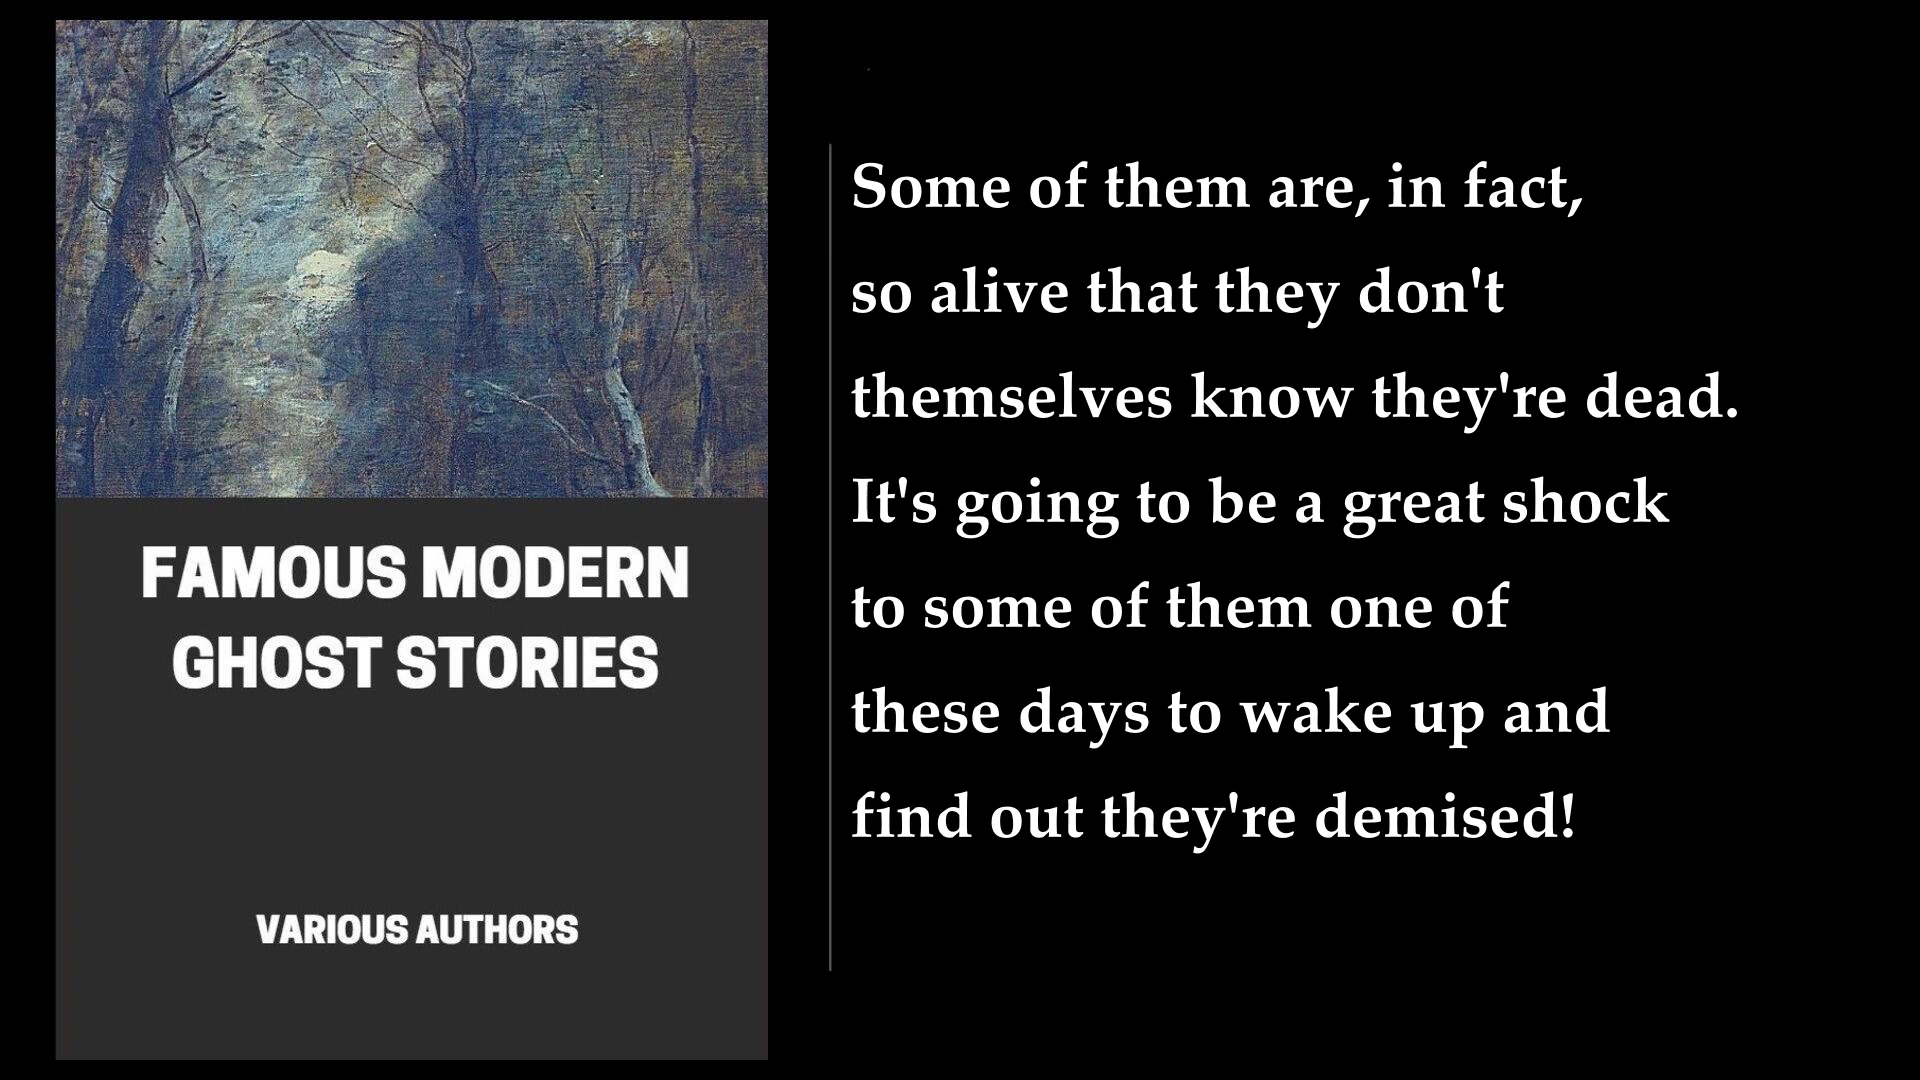 FAMOUS MODERN
GHOST STORIES
VARIOUS AUTHORS
Some of them are, in fact,
so alive that they don't
themselves know they're dead.
It's going to be a great shock
to some of them one of
these days to wake up and
find out they're demised!